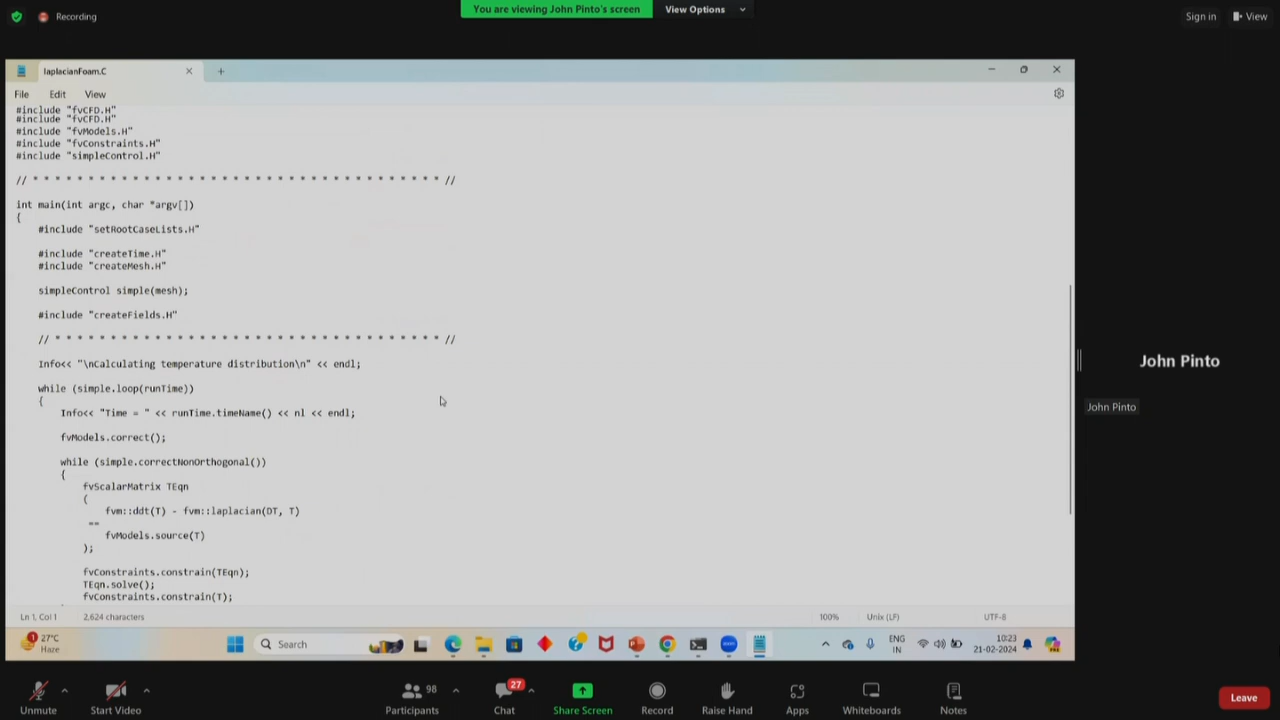 Recording
You are viewing John Pinto's screen
View Options
Sign in
View
laplacianFoam.C
File
Edit
View
#include "fvCFD.H"
#include "fvCFD.H"
#include "fvModels.H"
#include "fvConstraints.H"
#include "simpleControl.H"
// * * * * * * * * * * * * * * * * * * * * * * * * * * * * * * * * * * * * * //
int main(int argc, char *argv[])
{
#include "setRootCaseLists.H"
#include "createTime.H"
#include "createMesh.H"
simpleControl simple(mesh);
#include "createFields.H"
// * * * * * * * * * * * * * * * * * * * * * * * * * * * * * * * * * * * //
Info<< "\nCalculating temperature distribution\n" << endl;
while (simple.loop(runTime))
{
Info<< "Time = " << runTime.timeName() << nl << endl;
fvModels.correct();
while (simple.correctNonOrthogonal())
{
fvScalarMatrix TEqn
(
fvm::ddt(T) - fvm::laplacian(DT, T)
==
fvModels.source(T)
);
fvConstraints.constrain(TEqn);
TEqn.solve();
fvConstraints.constrain(T);
John Pinto
John Pinto
Ln 1, Col 1
2,624 characters
100%
Unix (LF)
UTF-8
1
27°C
Haze
Search
ENG
IN
10:23
21-02-2024
Unmute
Start Video
98
Participants
27
Chat
Share Screen
Record
Raise Hand
Apps
Whiteboards
Notes
Leave